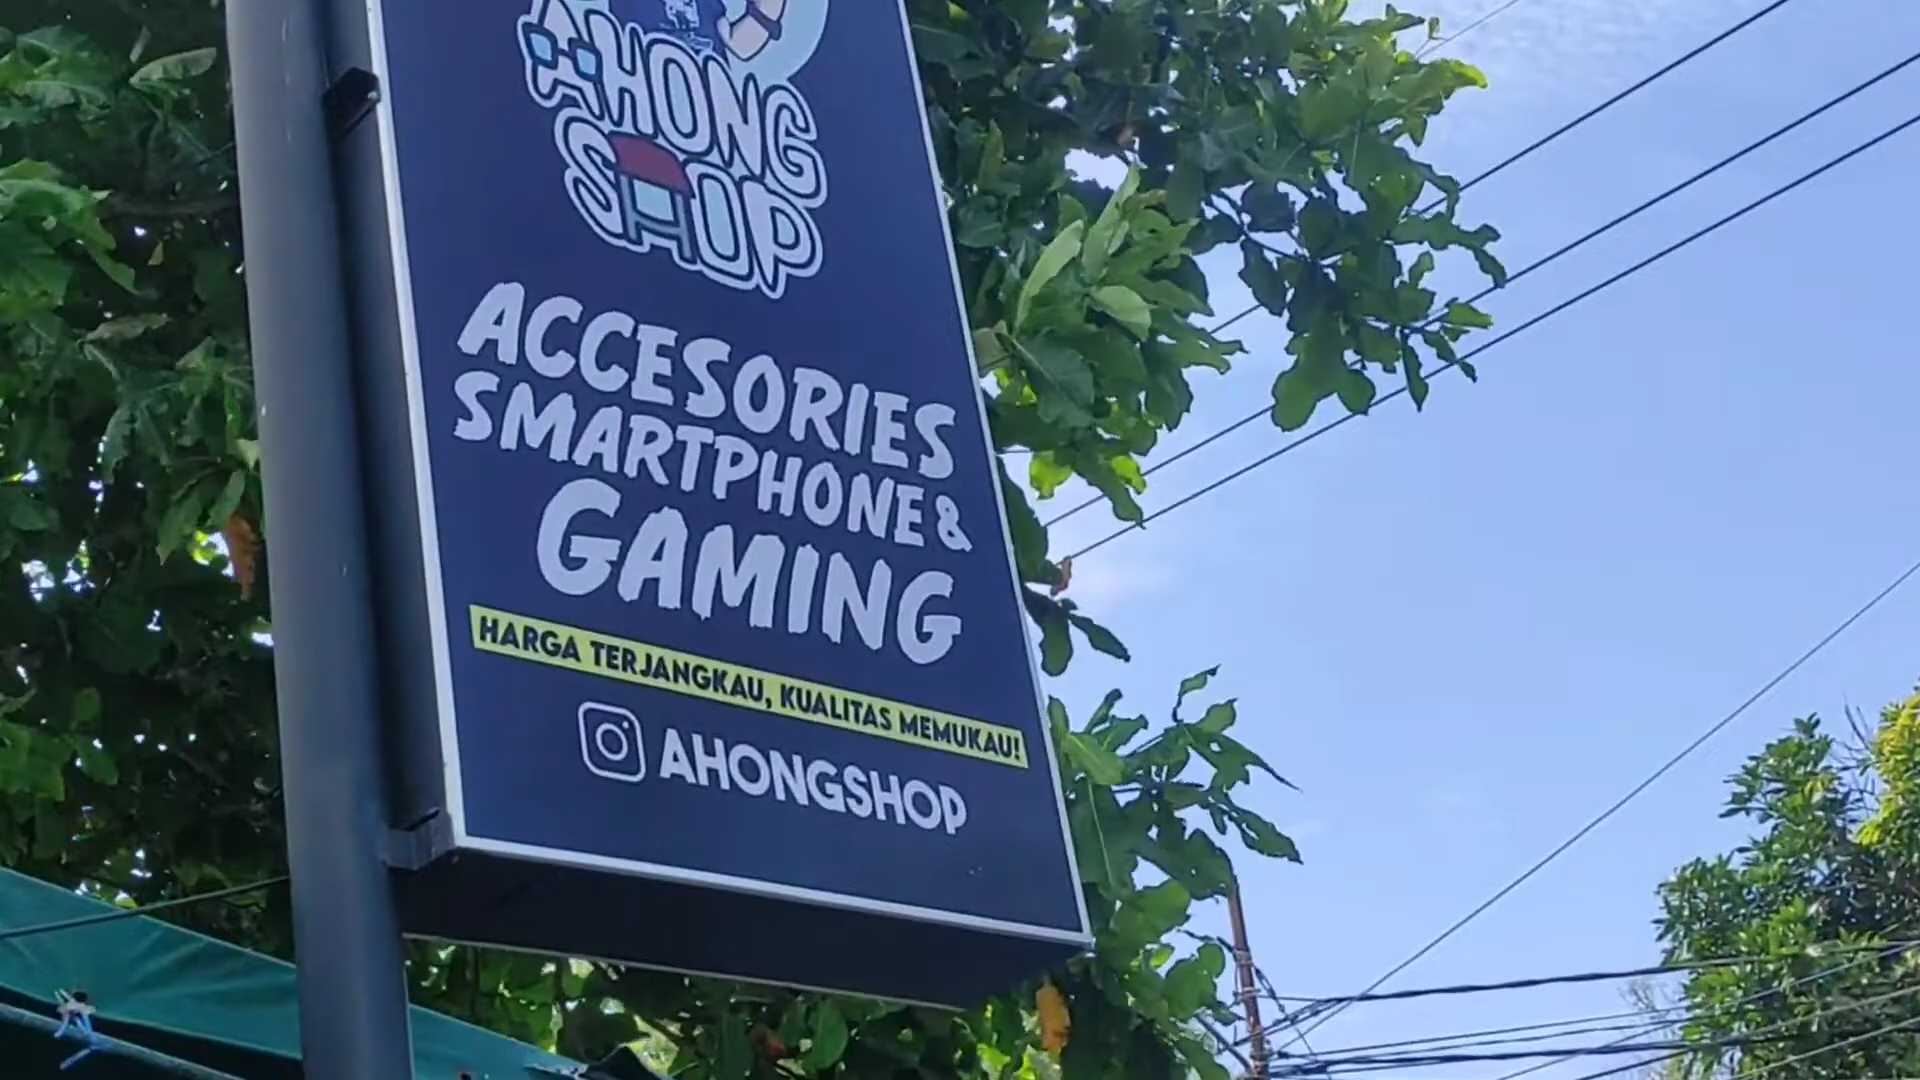 AHONG
SHOP
ACCESORIES
SMARTPHONE &
GAMING
HARGA TERJANGKAU, KUALITAS MEMUKAU!
AHONGSHOP